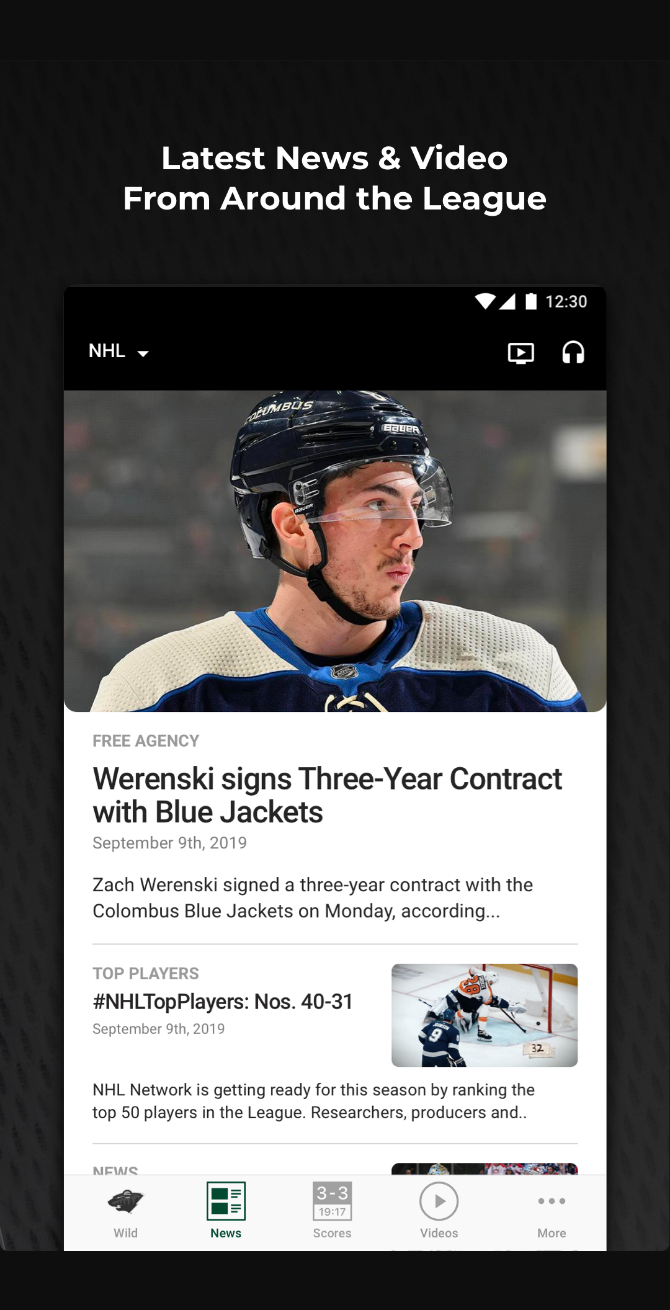 Latest News & Video
From Around the League
12:30
NHL
COLUMBUS
BAUER
BAUER
FREE AGENCY
Werenski signs Three-Year Contract
with Blue Jackets
September 9th, 2019
Zach Werenski signed a three-year contract with the
Colombus Blue Jackets on Monday, according...
TOP PLAYERS
#NHLTopPlayers: Nos. 40-31
September 9th, 2019
28
9
32
NHL Network is getting ready for this season by ranking the
top 50 players in the League. Researchers, producers and..
NEWS
3-3
19:17
Wild
News
Scores
Videos
More